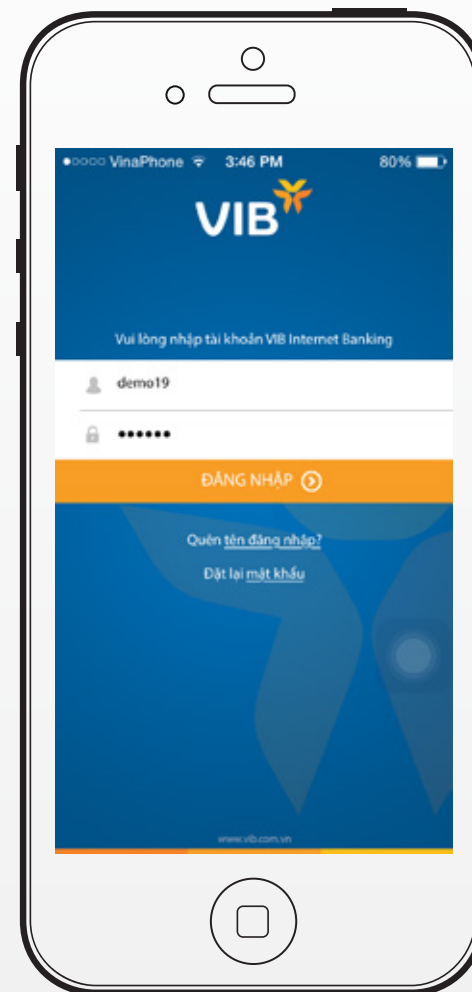 VinaPhone 3:46 PM 80%
VIB
Vui lòng nhập tài khoản VIB Internet Banking
demo19
••••••
ĐĂNG NHẬP
Quên tên đăng nhập?
Đặt lại mật khẩu
www.vib.com.vn